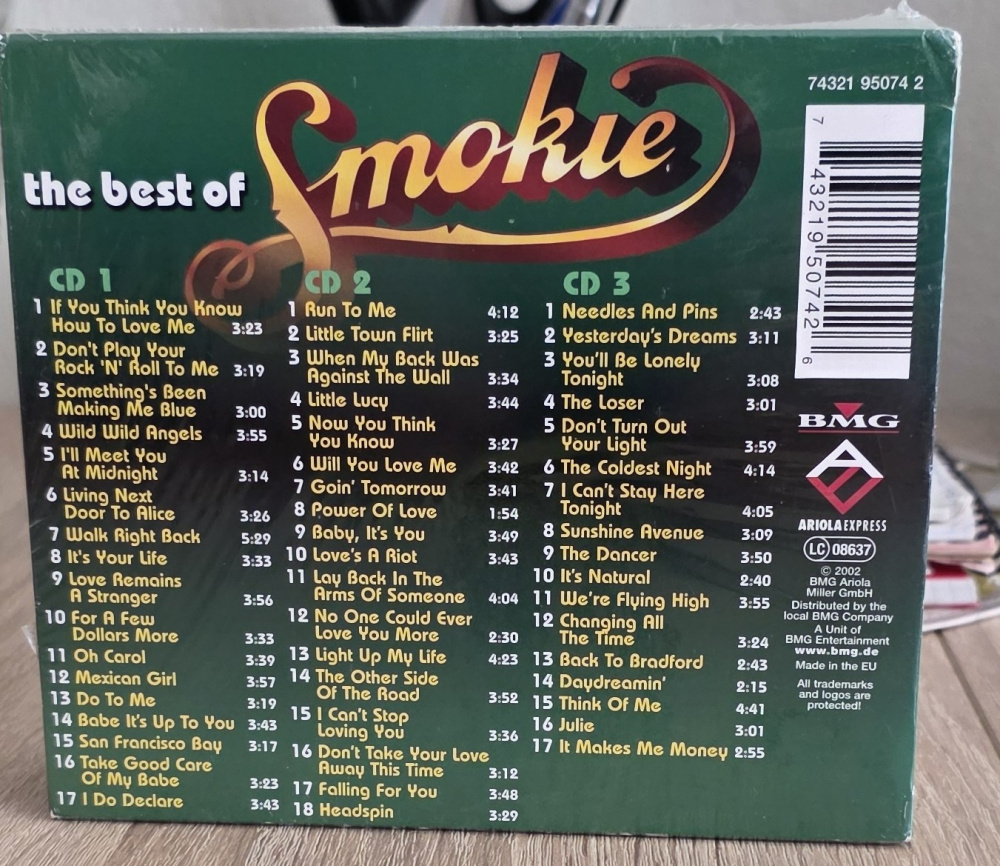 the best of Smokie
74321 95074 2
7 43219 50742 6
CD 1
1 If You Think You Know
How To Love Me 3:23
2 Don't Play Your
Rock 'N' Roll To Me 3:19
3 Something's Been
Making Me Blue 3:00
4 Wild Wild Angels 3:55
5 I'll Meet You
At Midnight 3:14
6 Living Next
Door To Alice 3:26
7 Walk Right Back 5:29
8 It's Your Life 3:33
9 Love Remains
A Stranger 3:56
10 For A Few
Dollars More 3:33
11 Oh Carol 3:39
12 Mexican Girl 3:57
13 Do To Me 3:19
14 Babe It's Up To You 3:43
15 San Francisco Bay 3:17
16 Take Good Care
Of My Babe 3:23
17 I Do Declare 3:43
CD 2
1 Run To Me 4:12
2 Little Town Flirt 3:25
3 When My Back Was
Against The Wall 3:34
4 Little Lucy 3:44
5 Now You Think
You Know 3:27
6 Will You Love Me 3:42
7 Goin' Tomorrow 3:41
8 Power Of Love 1:54
9 Baby, It's You 3:49
10 Love's A Riot 3:43
11 Lay Back In The
Arms Of Someone 4:04
12 No One Could Ever
Love You More 2:30
13 Light Up My Life 4:23
14 The Other Side
Of The Road 3:52
15 I Can't Stop
Loving You 3:36
16 Don't Take Your Love
Away This Time 3:12
17 Falling For You 3:48
18 Headspin 3:29
CD 3
1 Needles And Pins 2:43
2 Yesterday's Dreams 3:11
3 You'll Be Lonely
Tonight 3:08
4 The Loser 3:01
5 Don't Turn Out
Your Light 3:59
6 The Coldest Night 4:14
7 I Can't Stay Here
Tonight 4:05
8 Sunshine Avenue 3:09
9 The Dancer 3:50
10 It's Natural 2:40
11 We're Flying High 3:55
12 Changing All
The Time 3:24
13 Back To Bradford 2:43
14 Daydreamin' 2:15
15 Think Of Me 4:41
16 Julie 3:01
17 It Makes Me Money 2:55
BMG
ARIOLA EXPRESS
LC 08637
© 2002
BMG Ariola
Miller GmbH
Distributed by the
local BMG Company
A Unit of
BMG Entertainment
www.bmg.de
Made in the EU
All trademarks
and logos are
protected!